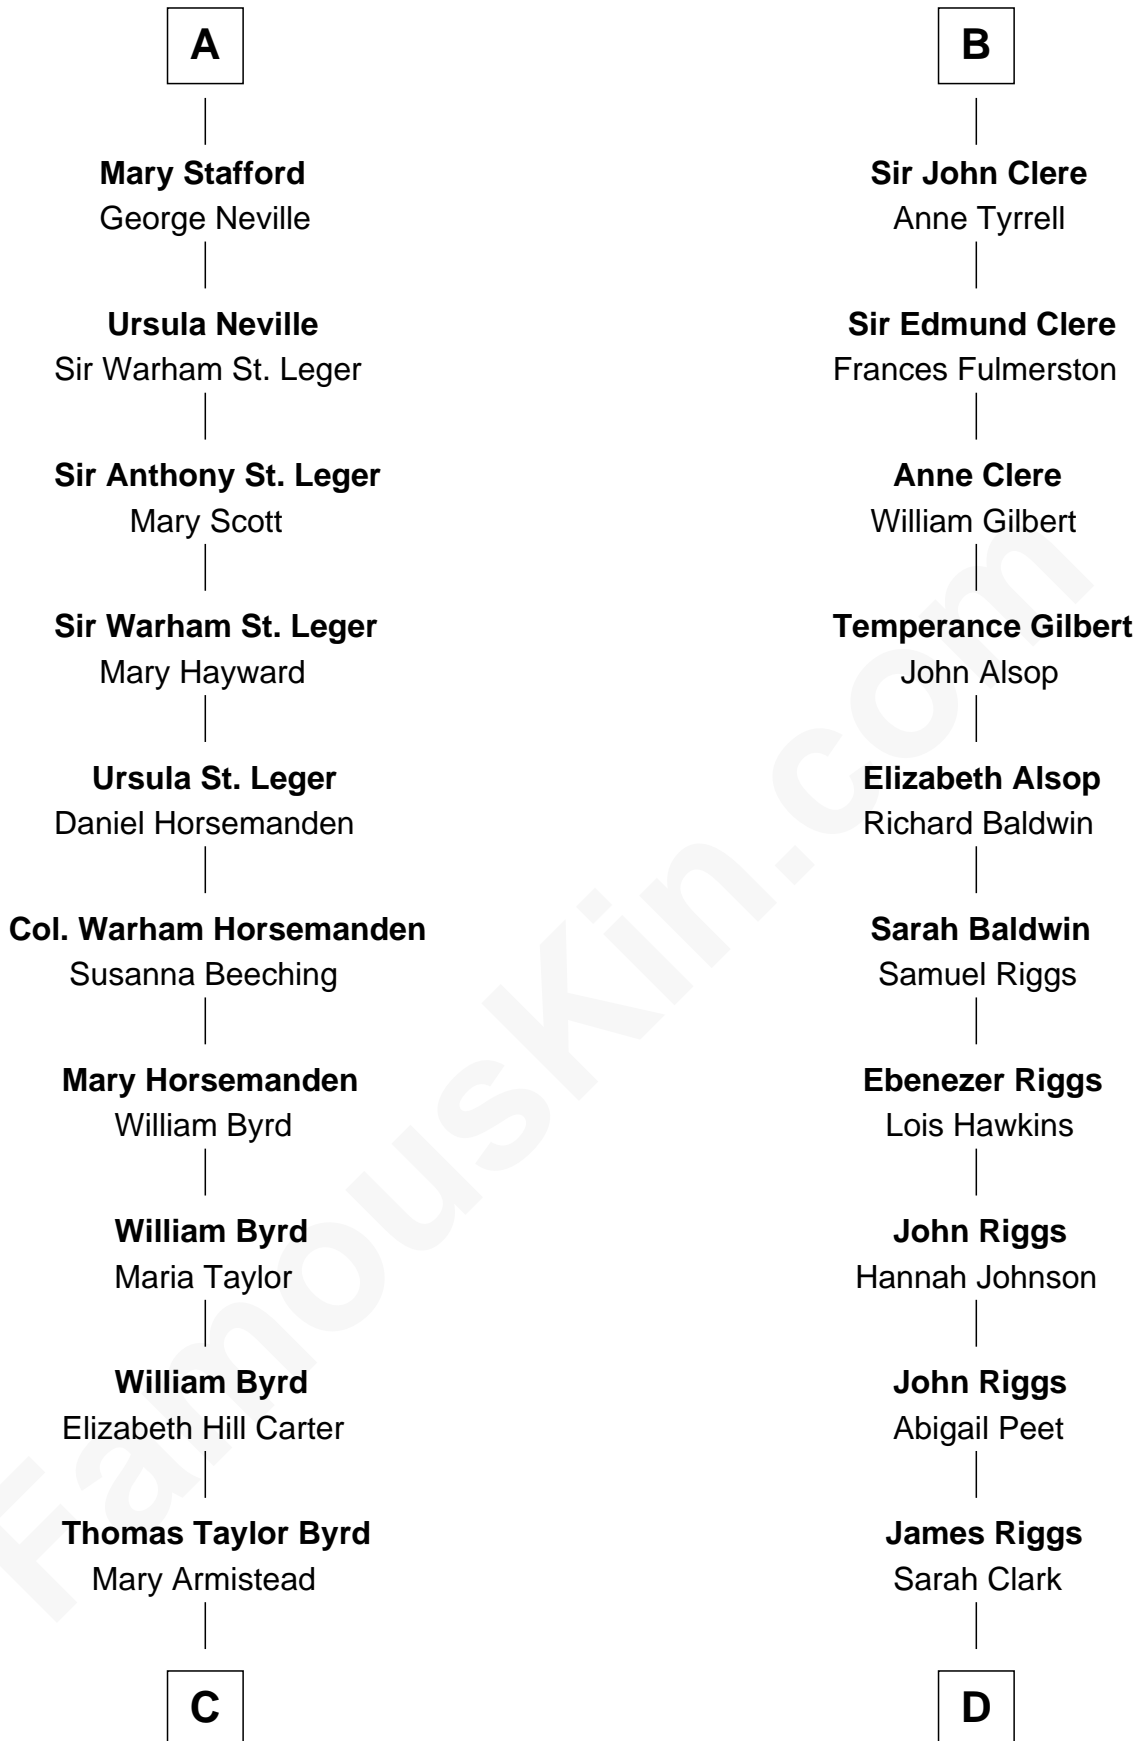 A
Mary Stafford
George Neville
Ursula Neville
Sir Warham St. Leger
Sir Anthony St. Leger
Mary Scott
Sir Warham St. Leger
Mary Hayward
Ursula St. Leger
Daniel Horsemanden
Col. Warham Horsemanden
Susanna Beeching
Mary Horsemanden
William Byrd
William Byrd
Maria Taylor
William Byrd
Elizabeth Hill Carter
Thomas Taylor Byrd
Mary Armistead
C
B
Sir John Clere
Anne Tyrrell
Sir Edmund Clere
Frances Fulmerston
Anne Clere
William Gilbert
Temperance Gilbert
John Alsop
Elizabeth Alsop
Richard Baldwin
Sarah Baldwin
Samuel Riggs
Ebenezer Riggs
Lois Hawkins
John Riggs
Hannah Johnson
John Riggs
Abigail Peet
James Riggs
Sarah Clark
D
FamousKin.com